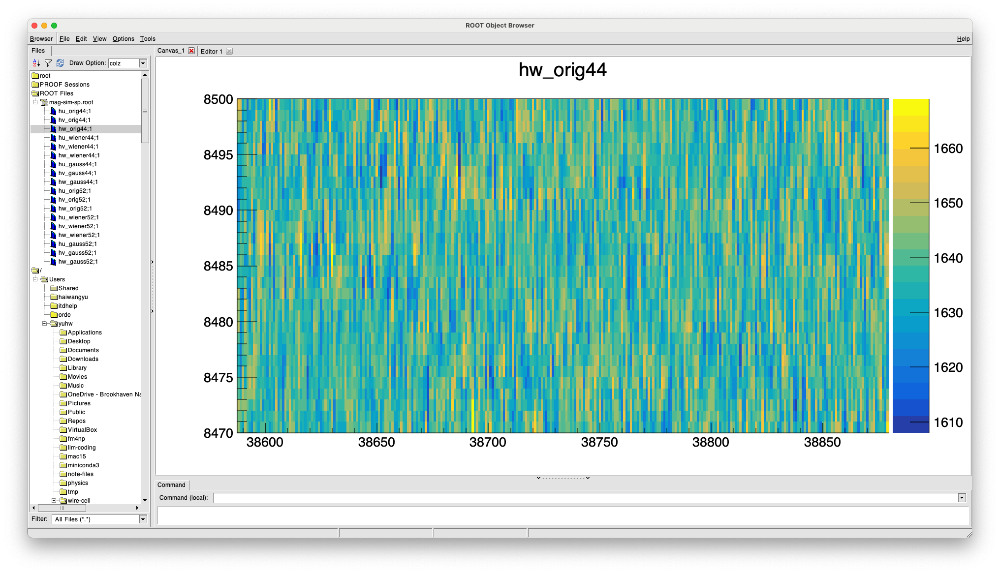 ROOT Object Browser
Browser File Edit View Options Tools Help
Files
Canvas_1 Editor 1
Draw Option: colz
root
PROOF Sessions
ROOT Files
mag-sim-sp.root
hu_orig44;1
hv_orig44;1
hw_orig44;1
hu_wiener44;1
hv_wiener44;1
hw_wiener44;1
hu_gauss44;1
hv_gauss44;1
hw_gauss44;1
hu_orig52;1
hv_orig52;1
hw_orig52;1
hu_wiener52;1
hv_wiener52;1
hw_wiener52;1
hu_gauss52;1
hv_gauss52;1
hw_gauss52;1
/
Users
Shared
haiwangyu
itdhelp
ordo
yuhw
Applications
Desktop
Documents
Downloads
Library
Movies
Music
OneDrive - Brookhaven Na
Pictures
Public
Repos
VirtualBox
fm4np
llm-coding
mac15
miniconda3
note-files
physics
tmp
wire-cell
Filter: All Files (*.*)
hw_orig44
8500
8495
8490
8485
8480
8475
8470
38600 38650 38700 38750 38800 38850
1660
1650
1640
1630
1620
1610
Command
Command (local):